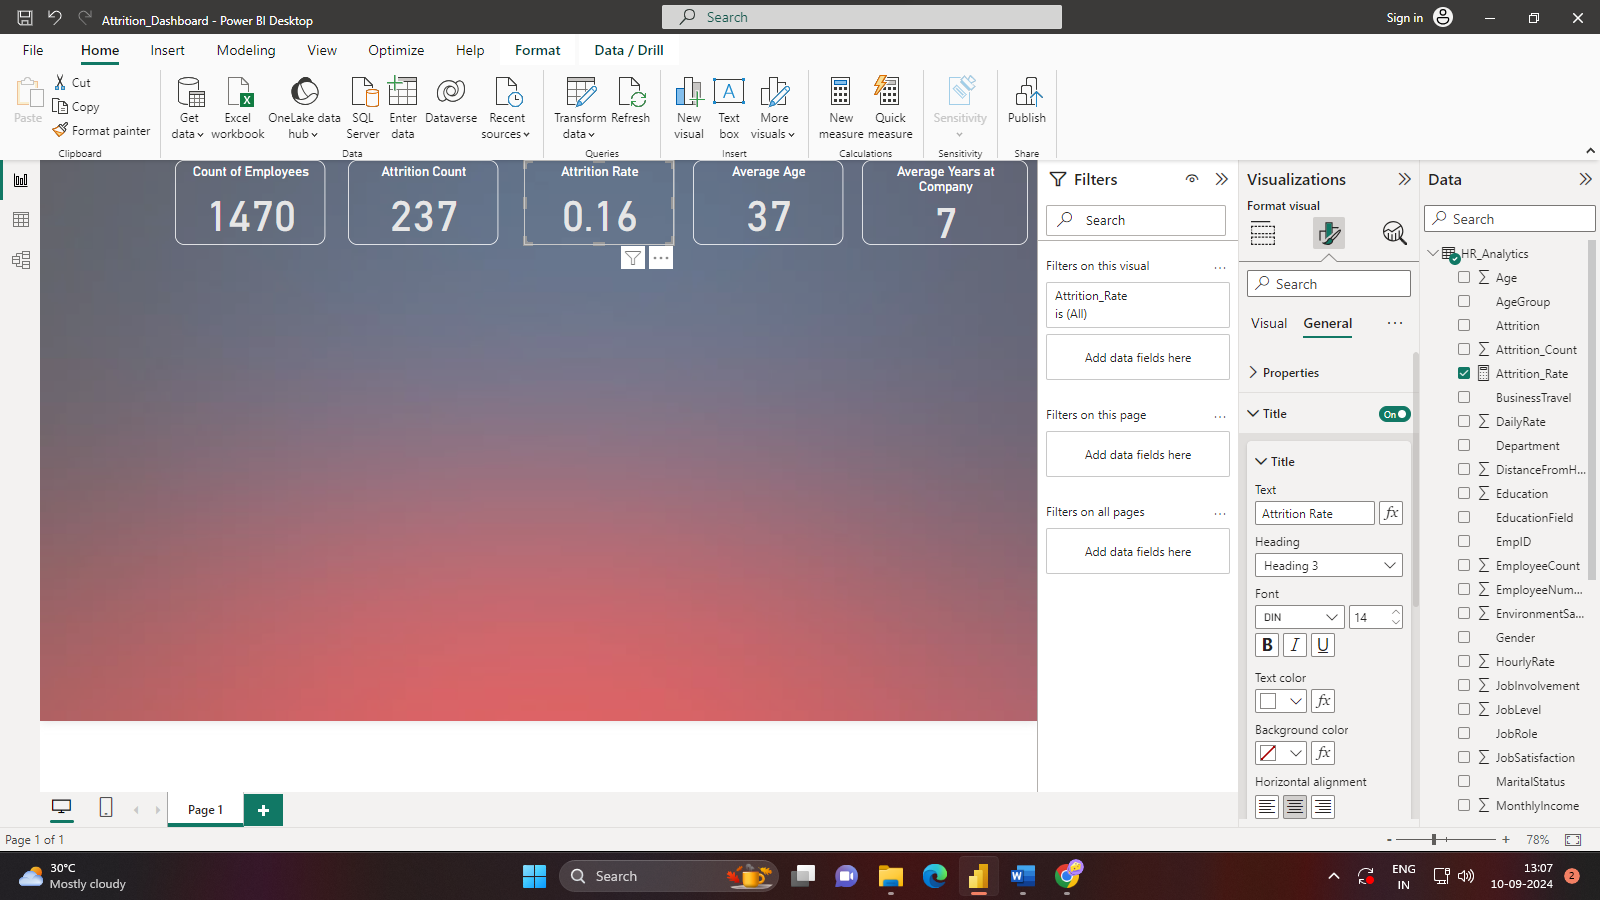 Attrition_Dashboard - Power BI Desktop
Search
Sign in
File
Home
Insert
Modeling
View
Optimize
Help
Format
Data / Drill
Paste
Cut
Copy
Format painter
Clipboard
Get
data
Excel
workbook
OneLake data
hub
SQL
Server
Enter
data
Dataverse
Recent
sources
Data
Transform
data
Refresh
Queries
New
visual
Text
box
More
visuals
Insert
New
measure
Quick
measure
Calculations
Sensitivity
Sensitivity
Publish
Share
Count of Employees
1470
Attrition Count
237
Attrition Rate
0.16
Average Age
37
Average Years at
Company
7
Filters
Search
Filters on this visual
Attrition_Rate
is (All)
Add data fields here
Filters on this page
Add data fields here
Filters on all pages
Add data fields here
Visualizations
Format visual
Search
Visual
General
Properties
Title
On
Title
Text
Attrition Rate
Heading
Heading 3
Font
DIN
14
B
I
U
Text color
Background color
Horizontal alignment
Data
Search
HR_Analytics
Age
AgeGroup
Attrition
Attrition_Count
Attrition_Rate
BusinessTravel
DailyRate
Department
DistanceFromH...
Education
EducationField
EmpID
EmployeeCount
EmployeeNum...
EnvironmentSa...
Gender
HourlyRate
JobInvolvement
JobLevel
JobRole
JobSatisfaction
MaritalStatus
MonthlyIncome
Page 1
Page 1 of 1
78%
30°C
Mostly cloudy
Search
ENG
IN
13:07
10-09-2024
2